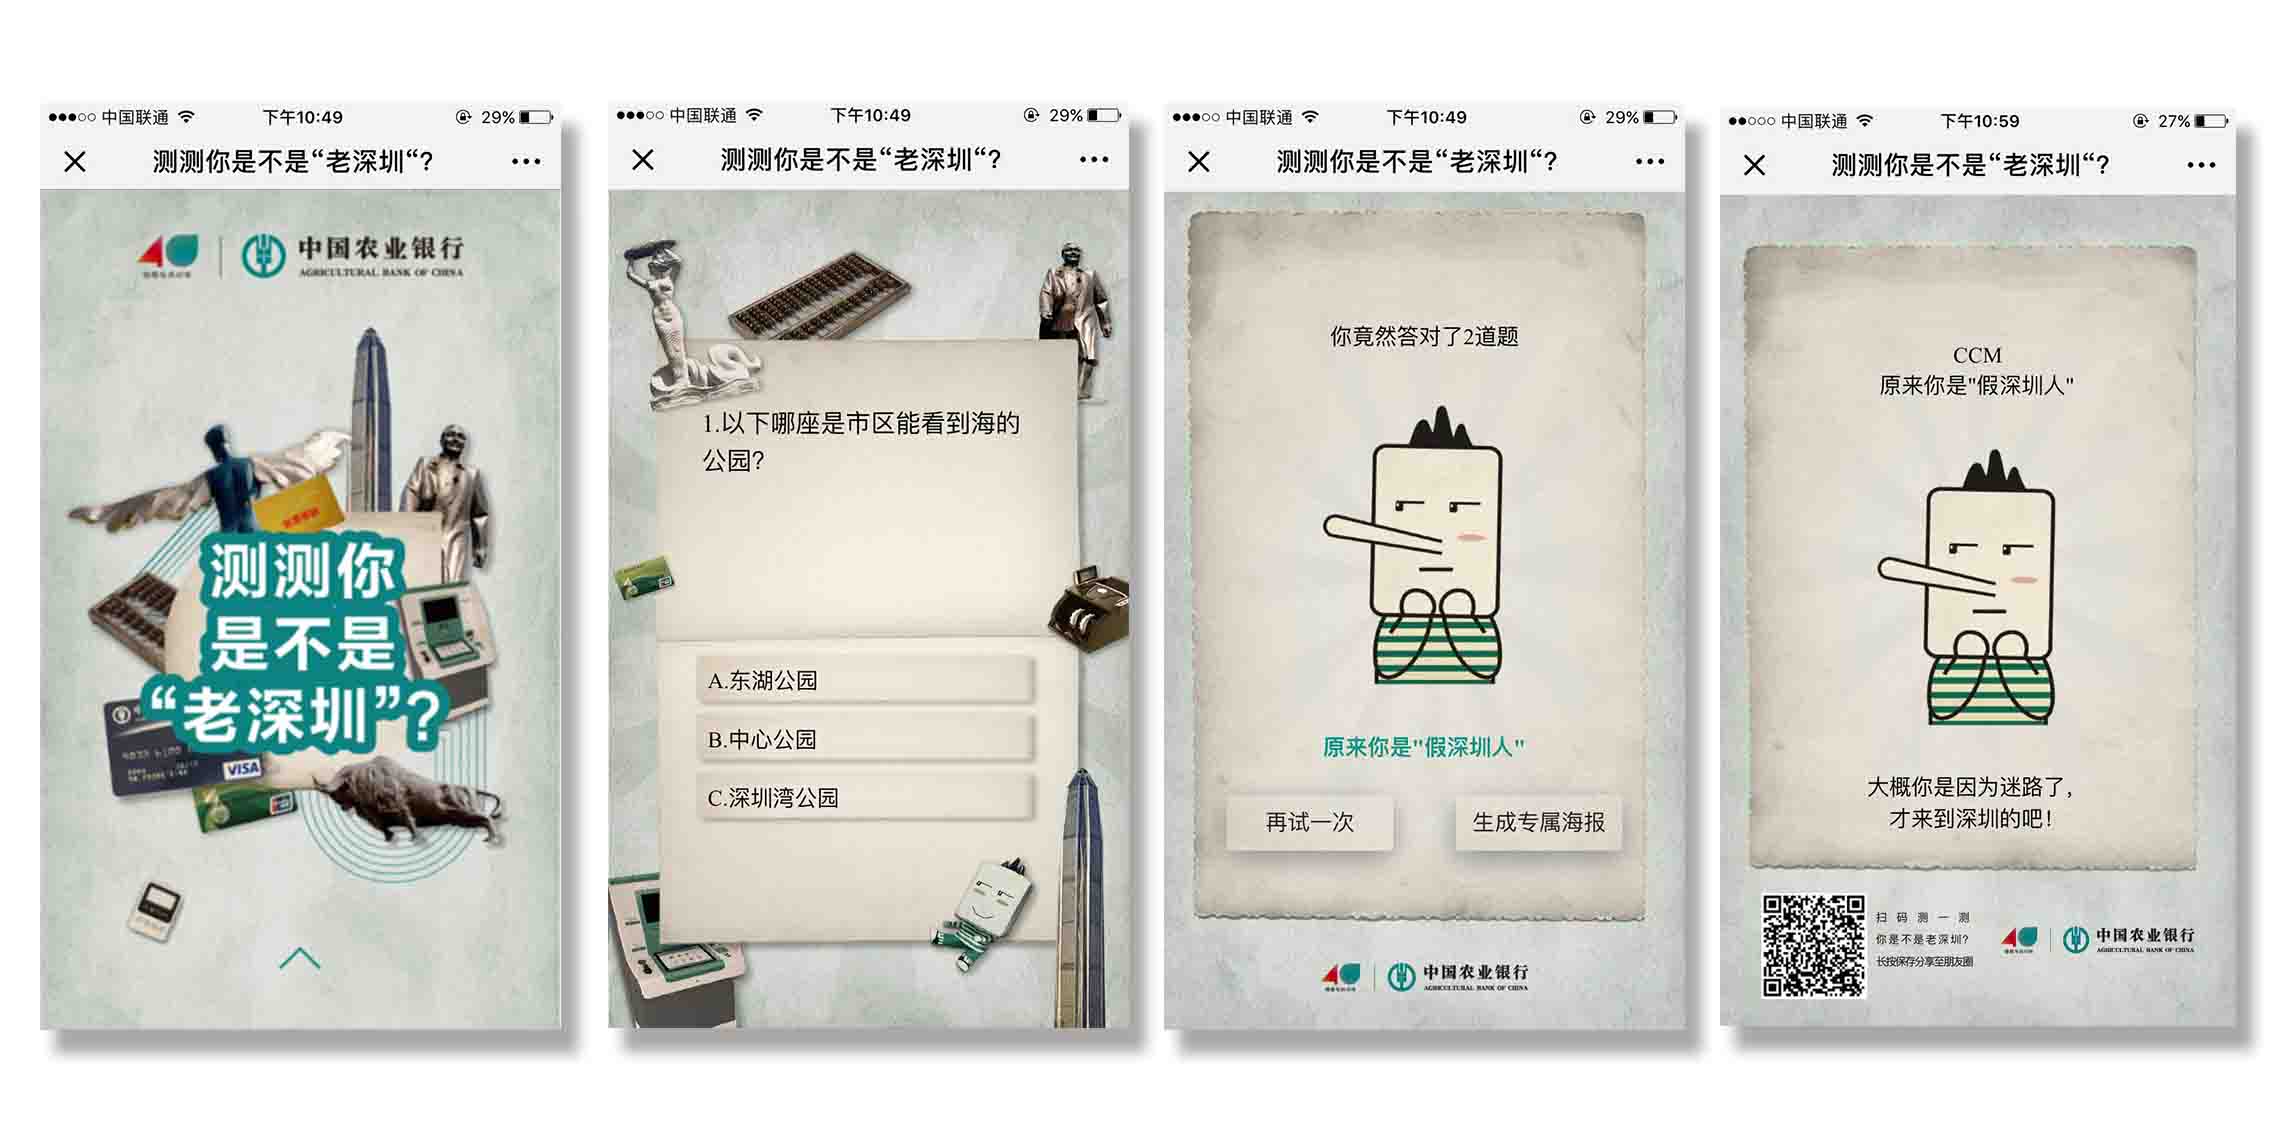 中国联通 下午10:49 29%
测测你是不是“老深圳“?
中国农业银行
AGRICULTURAL BANK OF CHINA
测测你
是不是
“老深圳”?
VISA
中国联通 下午10:49 29%
测测你是不是“老深圳“?
1.以下哪座是市区能看到海的
公园?
A.东湖公园
B.中心公园
C.深圳湾公园
中国联通 下午10:49 29%
测测你是不是“老深圳“?
你竟然答对了2道题
原来你是"假深圳人"
再试一次 生成专属海报
中国农业银行
AGRICULTURAL BANK OF CHINA
中国联通 下午10:59 27%
测测你是不是“老深圳“?
CCM
原来你是"假深圳人"
大概你是因为迷路了,
才来到深圳的吧!
扫码测一测
你是不是老深圳?
长按保存分享至朋友圈
中国农业银行
AGRICULTURAL BANK OF CHINA